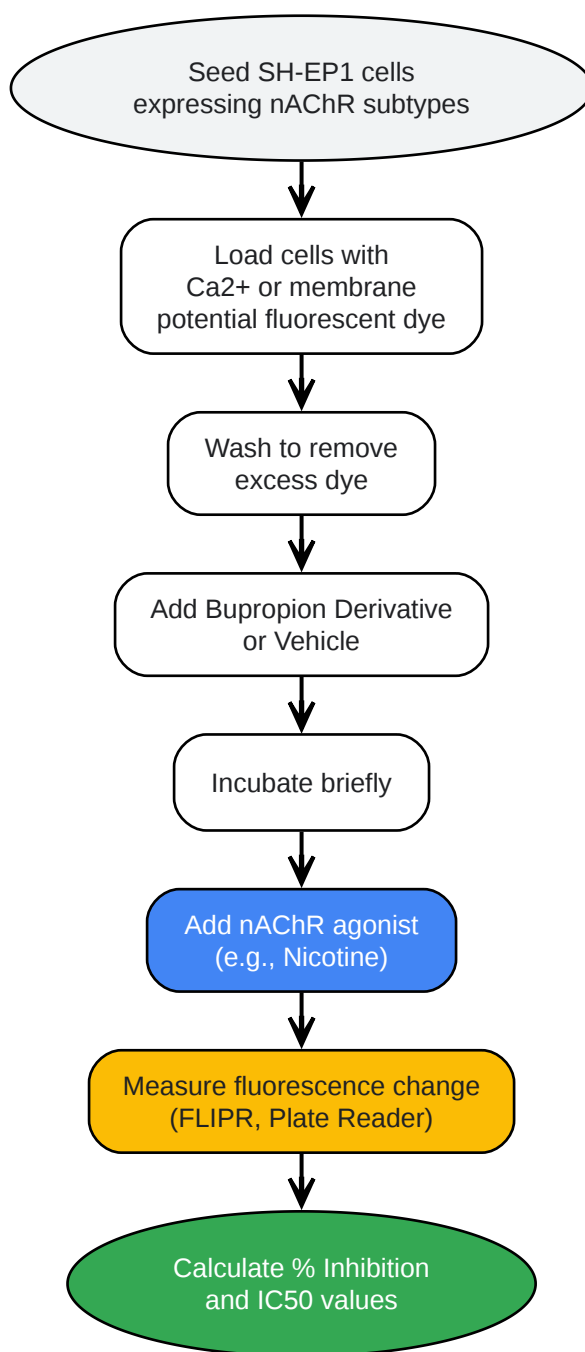 Seed SH-EP1 cells
expressing nAChR subtypes
Load cells with
Ca2+ or membrane
potential fluorescent dye
Wash to remove
excess dye
Add Bupropion Derivative
or Vehicle
Incubate briefly
Add nAChR agonist
(e.g., Nicotine)
Measure fluorescence change
(FLIPR, Plate Reader)
Calculate % Inhibition
and IC50 values